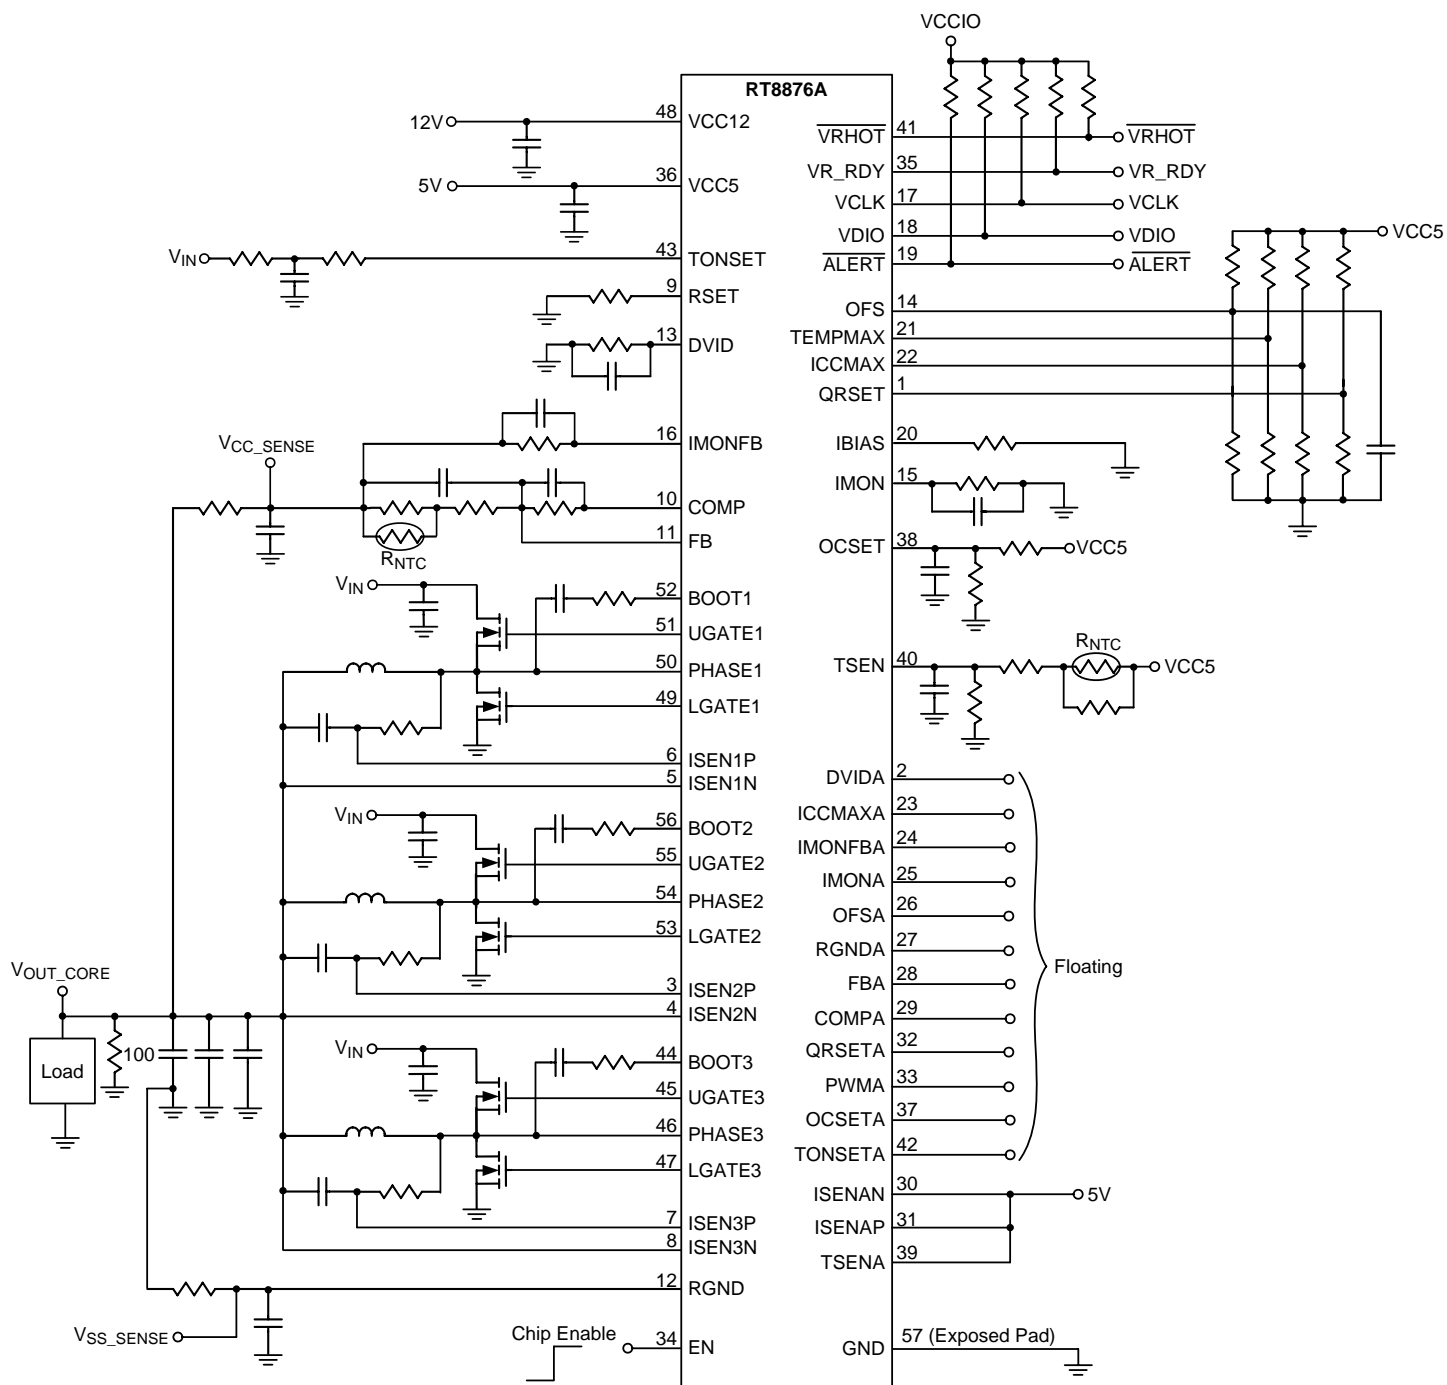 VCCIO
RT8876A
12V
48
VCC12
5V
36
VCC5
VIN
43
TONSET
9
RSET
13
DVID
16
IMONFB
VCC_SENSE
10
COMP
11
FB
RNTC
VIN
52
BOOT1
51
UGATE1
50
PHASE1
49
LGATE1
6
ISEN1P
5
ISEN1N
VIN
56
BOOT2
55
UGATE2
54
PHASE2
53
LGATE2
3
ISEN2P
4
ISEN2N
VOUT_CORE
Load
100
VIN
44
BOOT3
45
UGATE3
46
PHASE3
47
LGATE3
7
ISEN3P
8
ISEN3N
12
RGND
VSS_SENSE
Chip Enable
34
EN
VRHOT
41
VRHOT
VR_RDY
35
VR_RDY
VCLK
17
VCLK
VDIO
18
VDIO
ALERT
19
ALERT
VCC5
OFS
14
TEMPMAX
21
ICCMAX
22
QRSET
1
IBIAS
20
IMON
15
OCSET
38
VCC5
TSEN
40
RNTC
VCC5
DVIDA
2
ICCMAXA
23
IMONFBA
24
IMONA
25
OFSA
26
RGNDA
27
FBA
28
COMPA
29
QRSETA
32
PWMA
33
OCSETA
37
TONSETA
42
Floating
ISENAN
30
5V
ISENAP
31
TSENA
39
GND
57 (Exposed Pad)